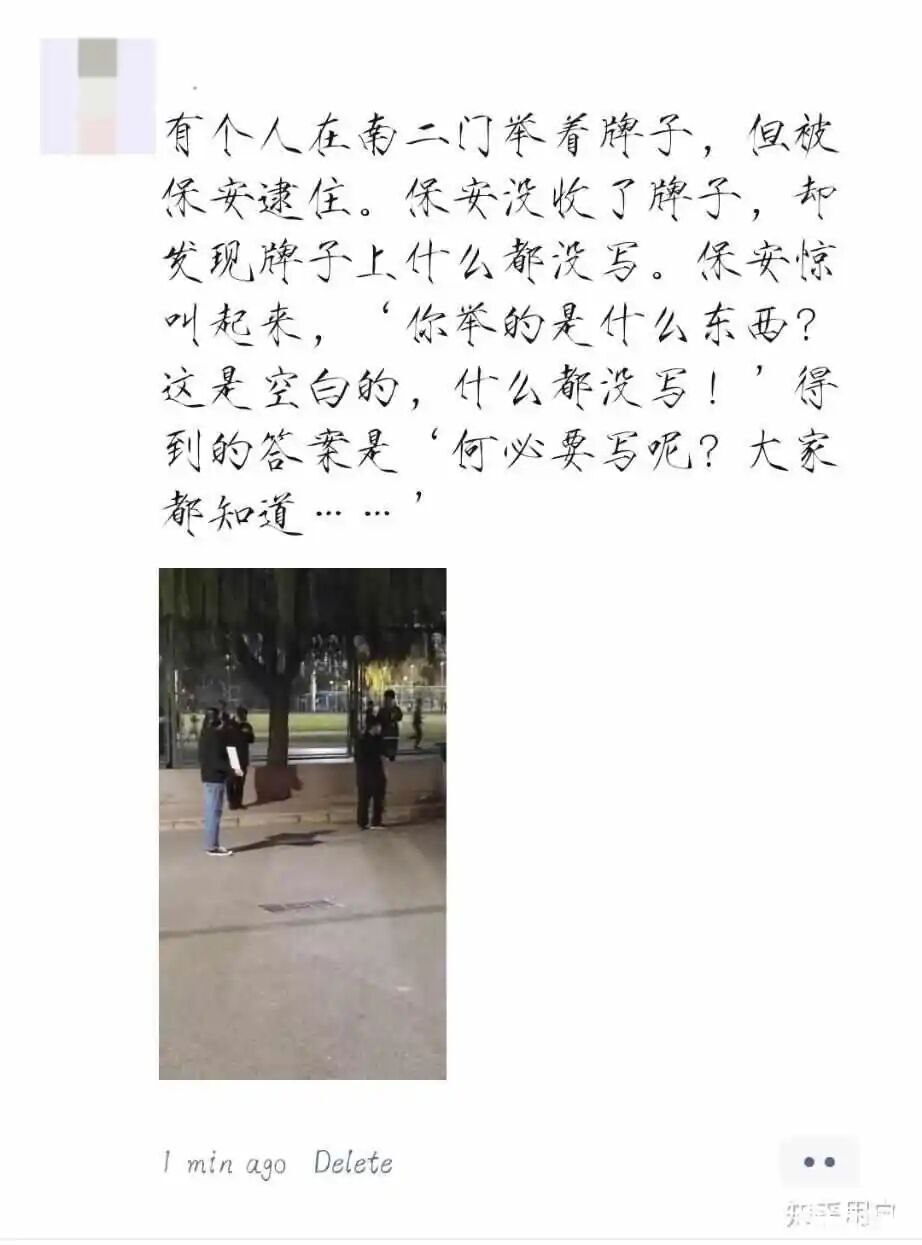 有个人在南二门举着牌子，但被
保安逮住。保安没收了牌子，却
发现牌子上什么都没写。保安惊
叫起来，‘你举的是什么东西？
这是空白的，什么都没写！’得
到的答案是‘何必要写呢？大家
都知道……’
1 min ago Delete
知乎用户